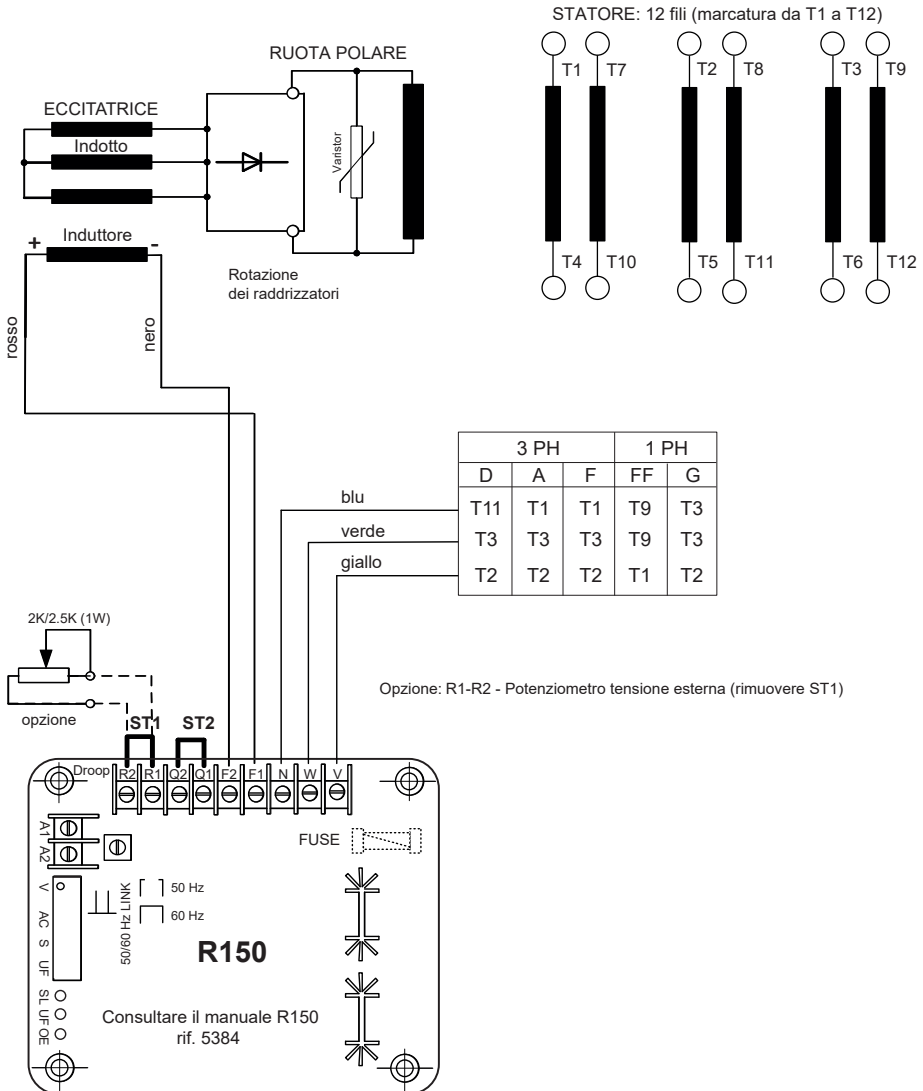 STATORE: 12 fili (marcatura da T1 a T12)
T1 T7 T2 T8 T3 T9
T4 T10 T5 T11 T6 T12
RUOTA POLARE
ECCITATRICE
Indotto
Varistor
+ Induttore -
Rotazione
dei raddrizzatori
rosso
nero
3 PH 1 PH
D A F FF G
blu T11 T1 T1 T9 T3
verde T3 T3 T3 T9 T3
giallo T2 T2 T2 T1 T2
2K/2.5K (1W)
opzione
Opzione: R1-R2 - Potenziometro tensione esterna (rimuovere ST1)
ST1 ST2
Droop R2 R1 Q2 Q1 F2 F1 N W V
A1
A2
FUSE
V
AC
S
UF
50/60 Hz LINK
50 Hz
60 Hz
R150
SL
UF
OE
Consultare il manuale R150
rif. 5384